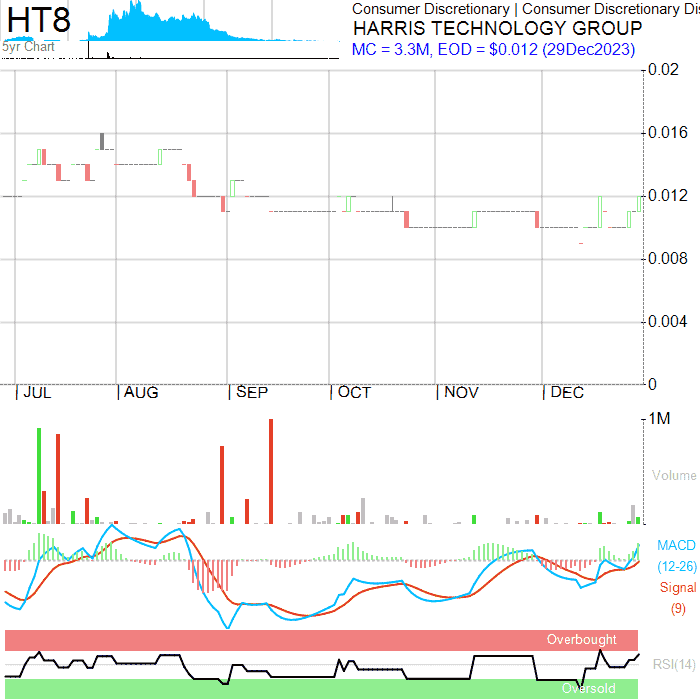 HT8
5yr Chart
Consumer Discretionary | Consumer Discretionary Dis
HARRIS TECHNOLOGY GROUP
MC = 3.3M, EOD = $0.012 (29Dec2023)
0.02
0.016
0.012
0.008
0.004
0
JUL AUG SEP OCT NOV DEC
1M
Volume
MACD
(12-26)
Signal
(9)
Overbought
RSI(14)
Oversold